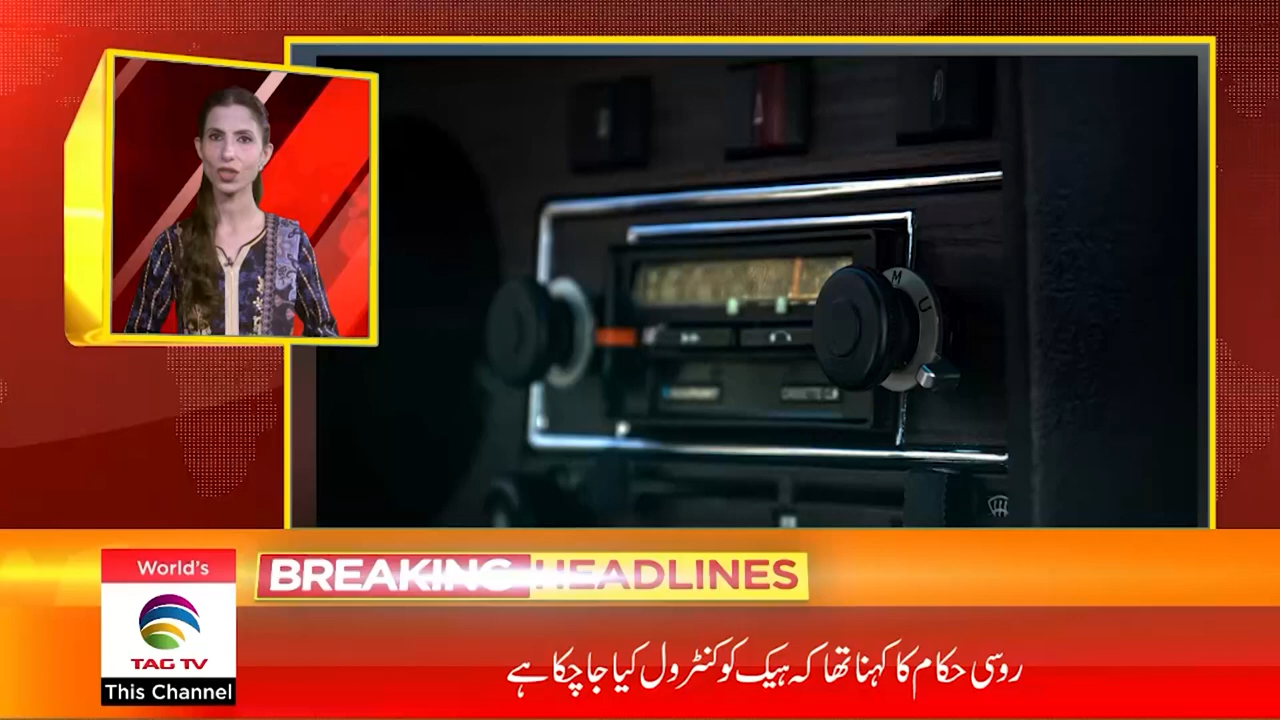 M
U
World's
TAG TV
This Channel
BREAKING HEADLINES
روسی حکام کا کہنا تھا کہ ہیک کو کنٹرول کیا جا چکا ہے